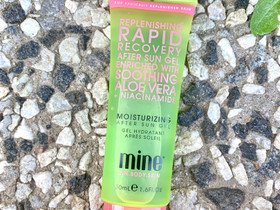 REPLENISHING
RAPID
RECOVERY
AFTER SUN GEL
ENRICHED WITH
SOOTHING
ALOE VERA
+ NIACINAMIDE
MOISTURIZING
AFTER SUN GEL
GEL HYDRATANT
APRÈS SOLEIL
mine